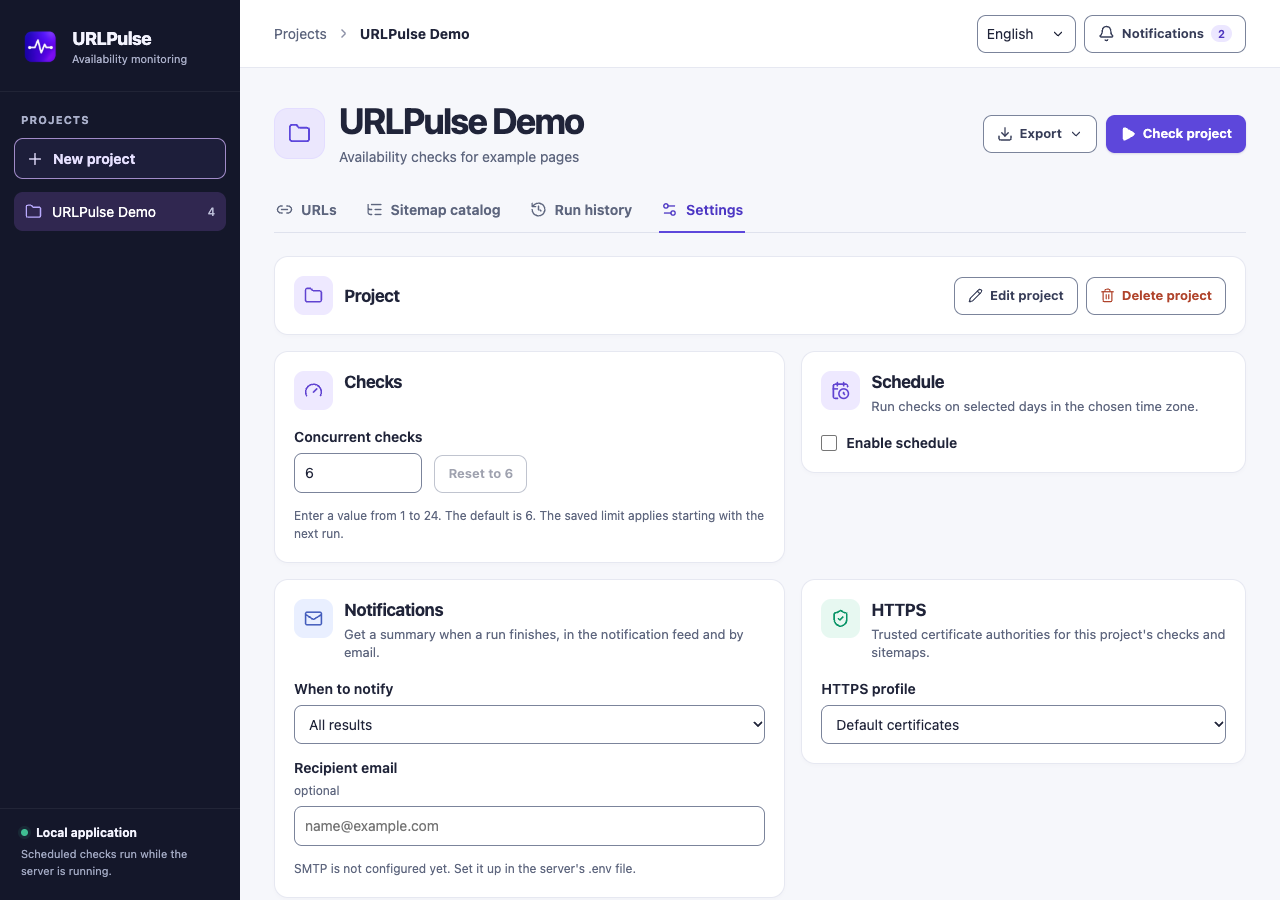 URLPulse
Availability monitoring
PROJECTS
New project
URLPulse Demo 4
Local application
Scheduled checks run while the
server is running.
Projects > URLPulse Demo
English
Notifications 2
URLPulse Demo
Availability checks for example pages
Export
Check project
URLs
Sitemap catalog
Run history
Settings
Project
Edit project
Delete project
Checks
Concurrent checks
6
Reset to 6
Enter a value from 1 to 24. The default is 6. The saved limit applies starting with the
next run.
Schedule
Run checks on selected days in the chosen time zone.
Enable schedule
Notifications
Get a summary when a run finishes, in the notification feed and by
email.
When to notify
All results
Recipient email
optional
name@example.com
SMTP is not configured yet. Set it up in the server's .env file.
HTTPS
Trusted certificate authorities for this project's checks and
sitemaps.
HTTPS profile
Default certificates